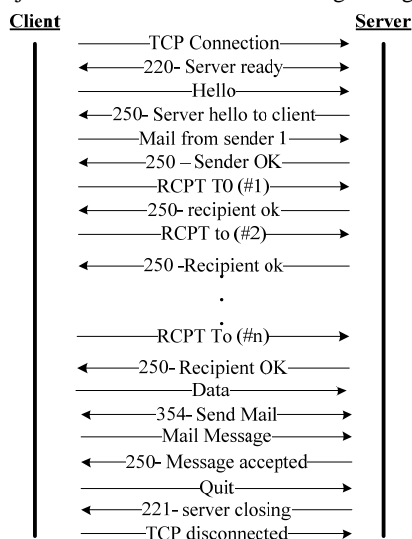 Client Server
TCP Connection
220- Server ready
Hello
250- Server hello to client
Mail from sender 1
250 – Sender OK
RCPT T0 (#1)
250- recipient ok
RCPT to (#2)
250 -Recipient ok
.
.
.
RCPT To (#n)
250- Recipient OK
Data
354- Send Mail
Mail Message
250- Message accepted
Quit
221- server closing
TCP disconnected